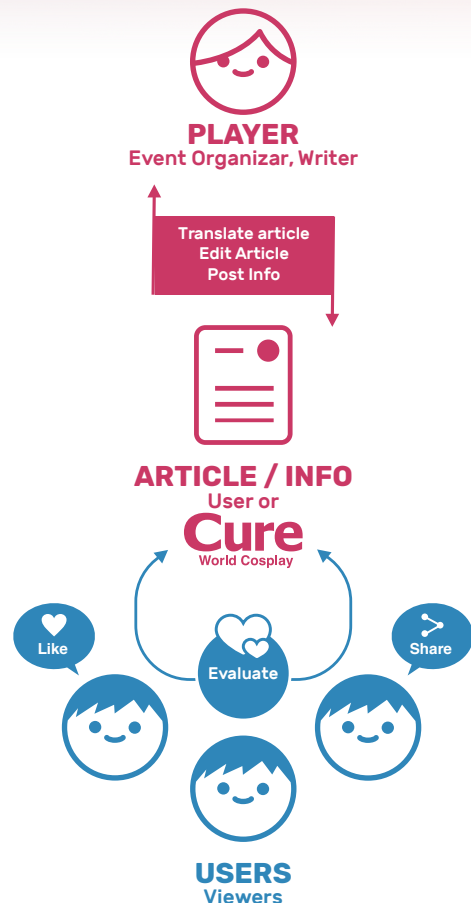 PLAYER
Event Organizar, Writer
Translate article
Edit Article
Post Info
ARTICLE / INFO
User or
Cure
World Cosplay
Like
Share
Evaluate
USERS
Viewers